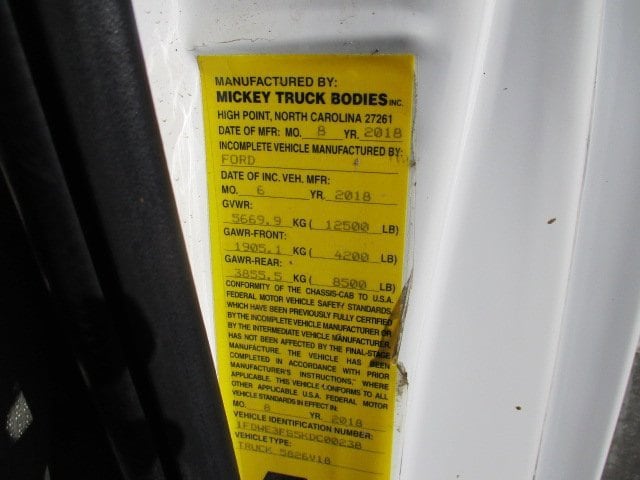 MANUFACTURED BY:
MICKEY TRUCK BODIES INC.
HIGH POINT, NORTH CAROLINA 27261
DATE OF MFR: MO. 8 YR. 2018
INCOMPLETE VEHICLE MANUFACTURED BY:
FORD
DATE OF INC. VEH. MFR:
MO. 6 YR. 2018
GVWR:
5669.9 KG ( 12500 LB)
GAWR-FRONT:
1905.1 KG ( 4200 LB)
GAWR-REAR:
3855.5 KG ( 8500 LB)
CONFORMITY OF THE CHASSIS-CAB TO U.S.A.
FEDERAL MOTOR VEHICLE SAFETY STANDARDS,
WHICH HAVE BEEN PREVIOUSLY FULLY CERTIFIED
BY THE INCOMPLETE VEHICLE MANUFACTURER OR
BY THE INTERMEDIATE VEHICLE MANUFACTURER,
HAS NOT BEEN AFFECTED BY THE FINAL-STAGE
MANUFACTURE. THE VEHICLE HAS BEEN
COMPLETED IN ACCORDANCE WITH PRIOR
MANUFACTURER'S INSTRUCTIONS," WHERE
APPLICABLE. THIS VEHICLE CONFORMS TO ALL
OTHER APPLICABLE U.S.A. FEDERAL MOTOR
VEHICLE STANDARDS IN EFFECT IN:
MO. 8 YR. 2018
VEHICLE IDENTIFICATION NUMBER:
1FDWE3FS5KDC00238
VEHICLE TYPE:
TRUCK 5826V18